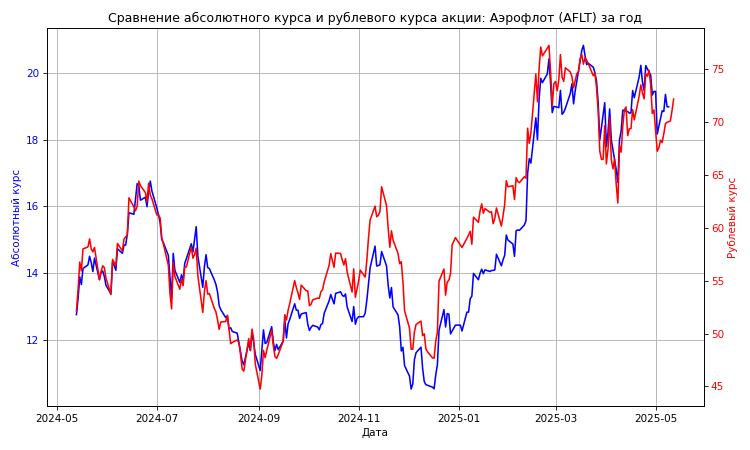 Сравнение абсолютного курса и рублевого курса акции: Аэрофлот (AFLT) за год
Абсолютный курс
20
18
16
14
12
75
70
65
60
55
50
45
Рублевый курс
2024-05 2024-07 2024-09 2024-11 2025-01 2025-03 2025-05
Дата